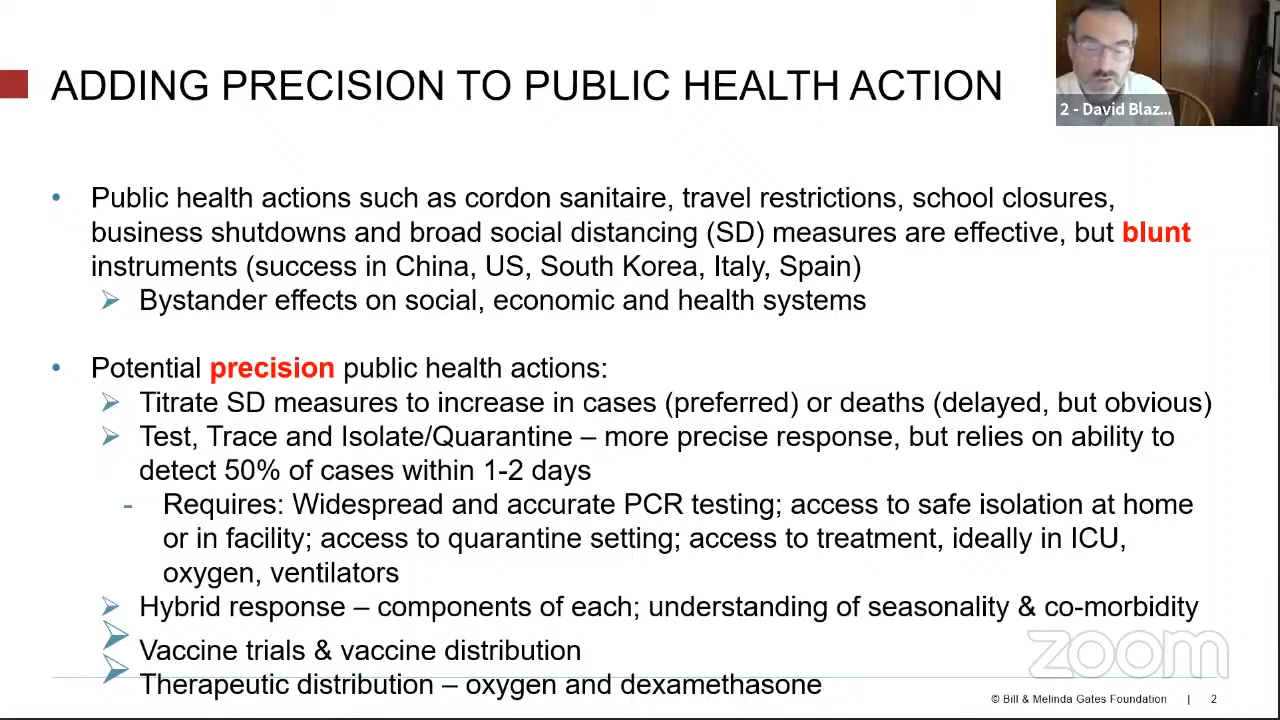 ADDING PRECISION TO PUBLIC HEALTH ACTION
2 - David Blaz...
• Public health actions such as cordon sanitaire, travel restrictions, school closures,
business shutdowns and broad social distancing (SD) measures are effective, but blunt
instruments (success in China, US, South Korea, Italy, Spain)
➢ Bystander effects on social, economic and health systems
• Potential precision public health actions:
➢ Titrate SD measures to increase in cases (preferred) or deaths (delayed, but obvious)
➢ Test, Trace and Isolate/Quarantine – more precise response, but relies on ability to
detect 50% of cases within 1-2 days
- Requires: Widespread and accurate PCR testing; access to safe isolation at home
or in facility; access to quarantine setting; access to treatment, ideally in ICU,
oxygen, ventilators
➢ Hybrid response – components of each; understanding of seasonality & co-morbidity
➢ Vaccine trials & vaccine distribution
➢ Therapeutic distribution – oxygen and dexamethasone
zoom
© Bill & Melinda Gates Foundation | 2